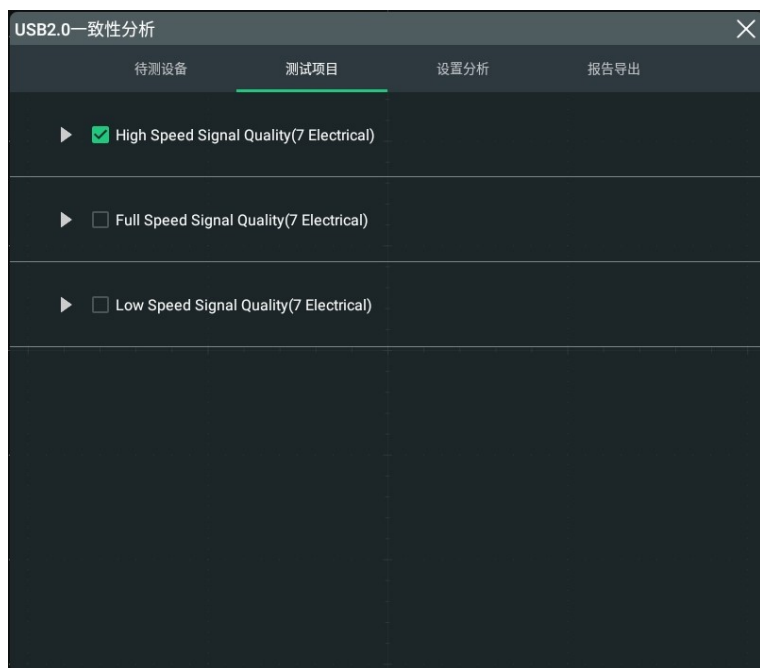 USB2.0一致性分析
待测设备 测试项目 设置分析 报告导出
High Speed Signal Quality(7 Electrical)
Full Speed Signal Quality(7 Electrical)
Low Speed Signal Quality(7 Electrical)